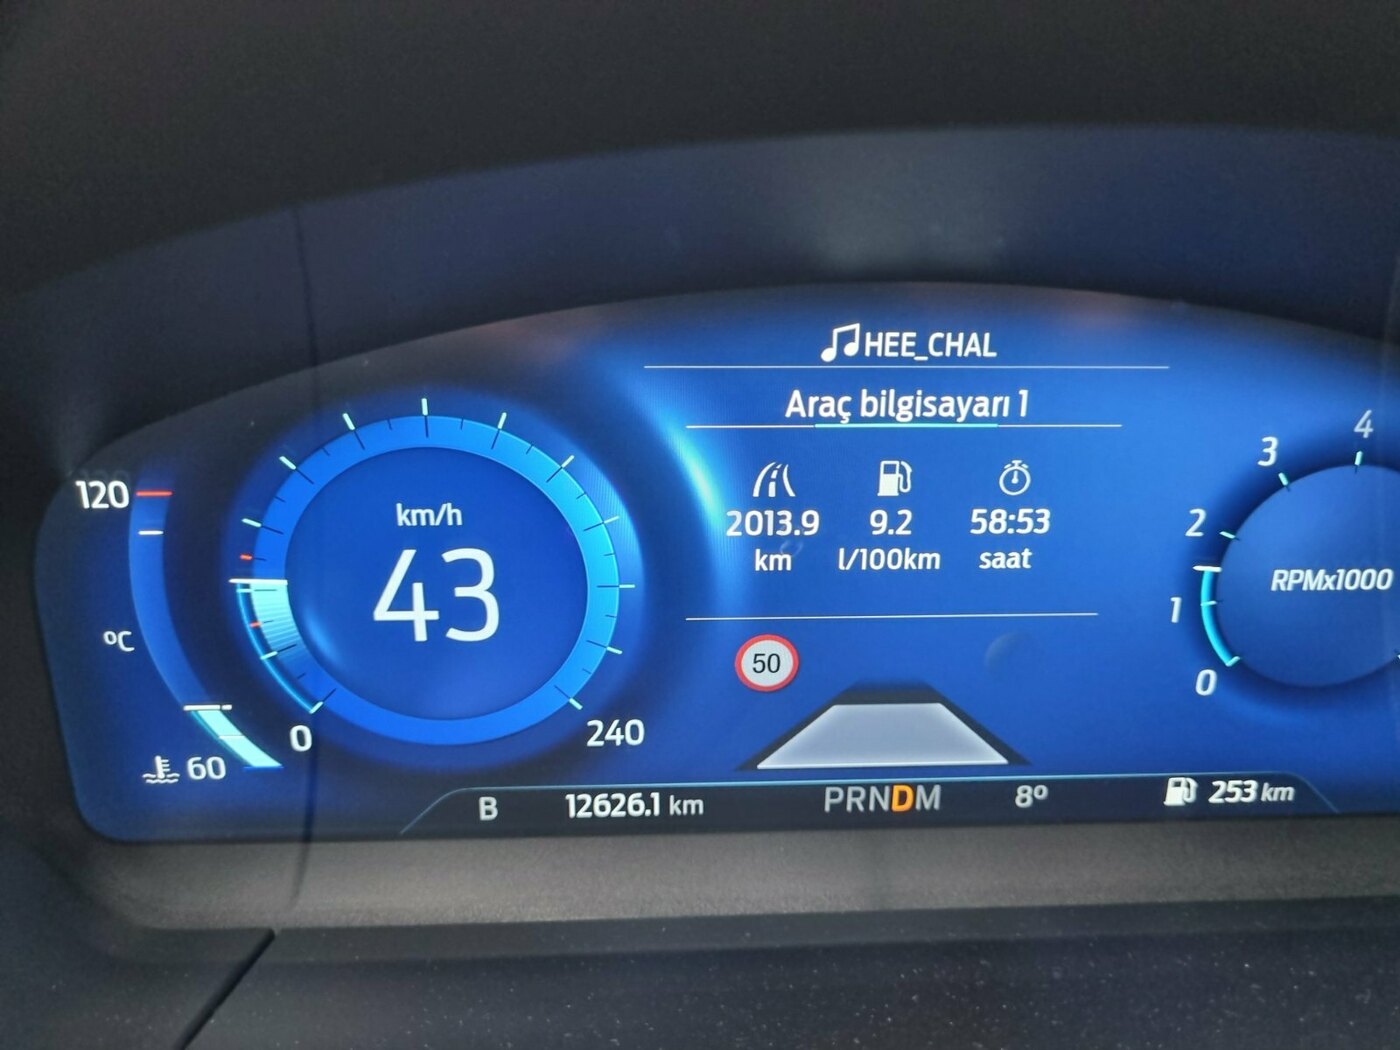 HEE_CHAL
Araç bilgisayarı 1
2013.9 9.2 58:53
km l/100km saat
120
°C
60
km/h
43
0
240
50
4
3
2
1
0
RPMx1000
B 12626.1 km PRNDM 8° 253 km